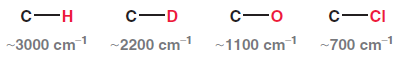 C—H C—D C—O C—Cl
~3000 cm⁻¹ ~2200 cm⁻¹ ~1100 cm⁻¹ ~700 cm⁻¹